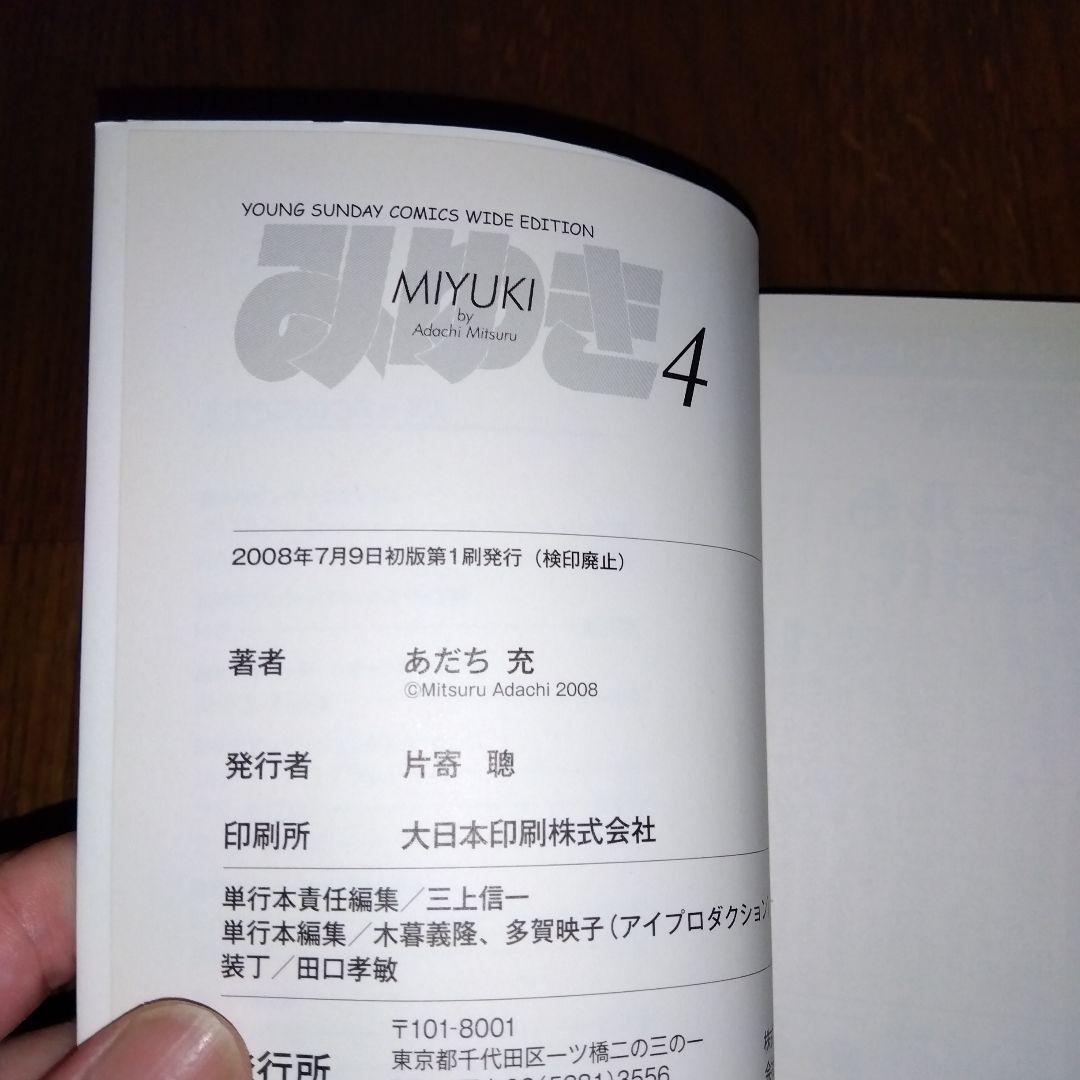 YOUNG SUNDAY COMICS WIDE EDITION
みゆき
MIYUKI
by
Adachi Mitsuru
4
2008年7月9日初版第1刷発行（検印廃止）
著者 あだち 充
©Mitsuru Adachi 2008
発行者 片寄 聰
印刷所 大日本印刷株式会社
単行本責任編集／三上信一
単行本編集／木暮義隆、多賀映子（アイプロダクション）
装丁／田口孝敏
〒101-8001
発行所 東京都千代田区一ツ橋二の三の一
3556